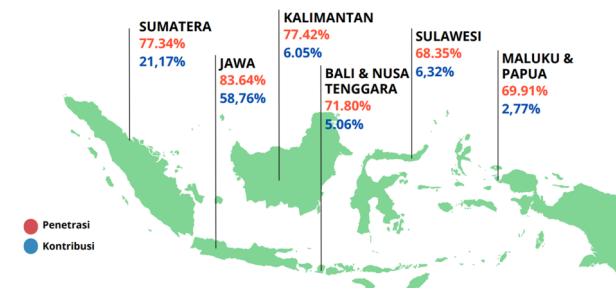 SUMATERA
77.34%
21,17%
JAWA
83.64%
58,76%
KALIMANTAN
77.42%
6.05%
BALI & NUSA
TENGGARA
71.80%
5.06%
SULAWESI
68.35%
6,32%
MALUKU &
PAPUA
69.91%
2,77%
Penetrasi
Kontribusi